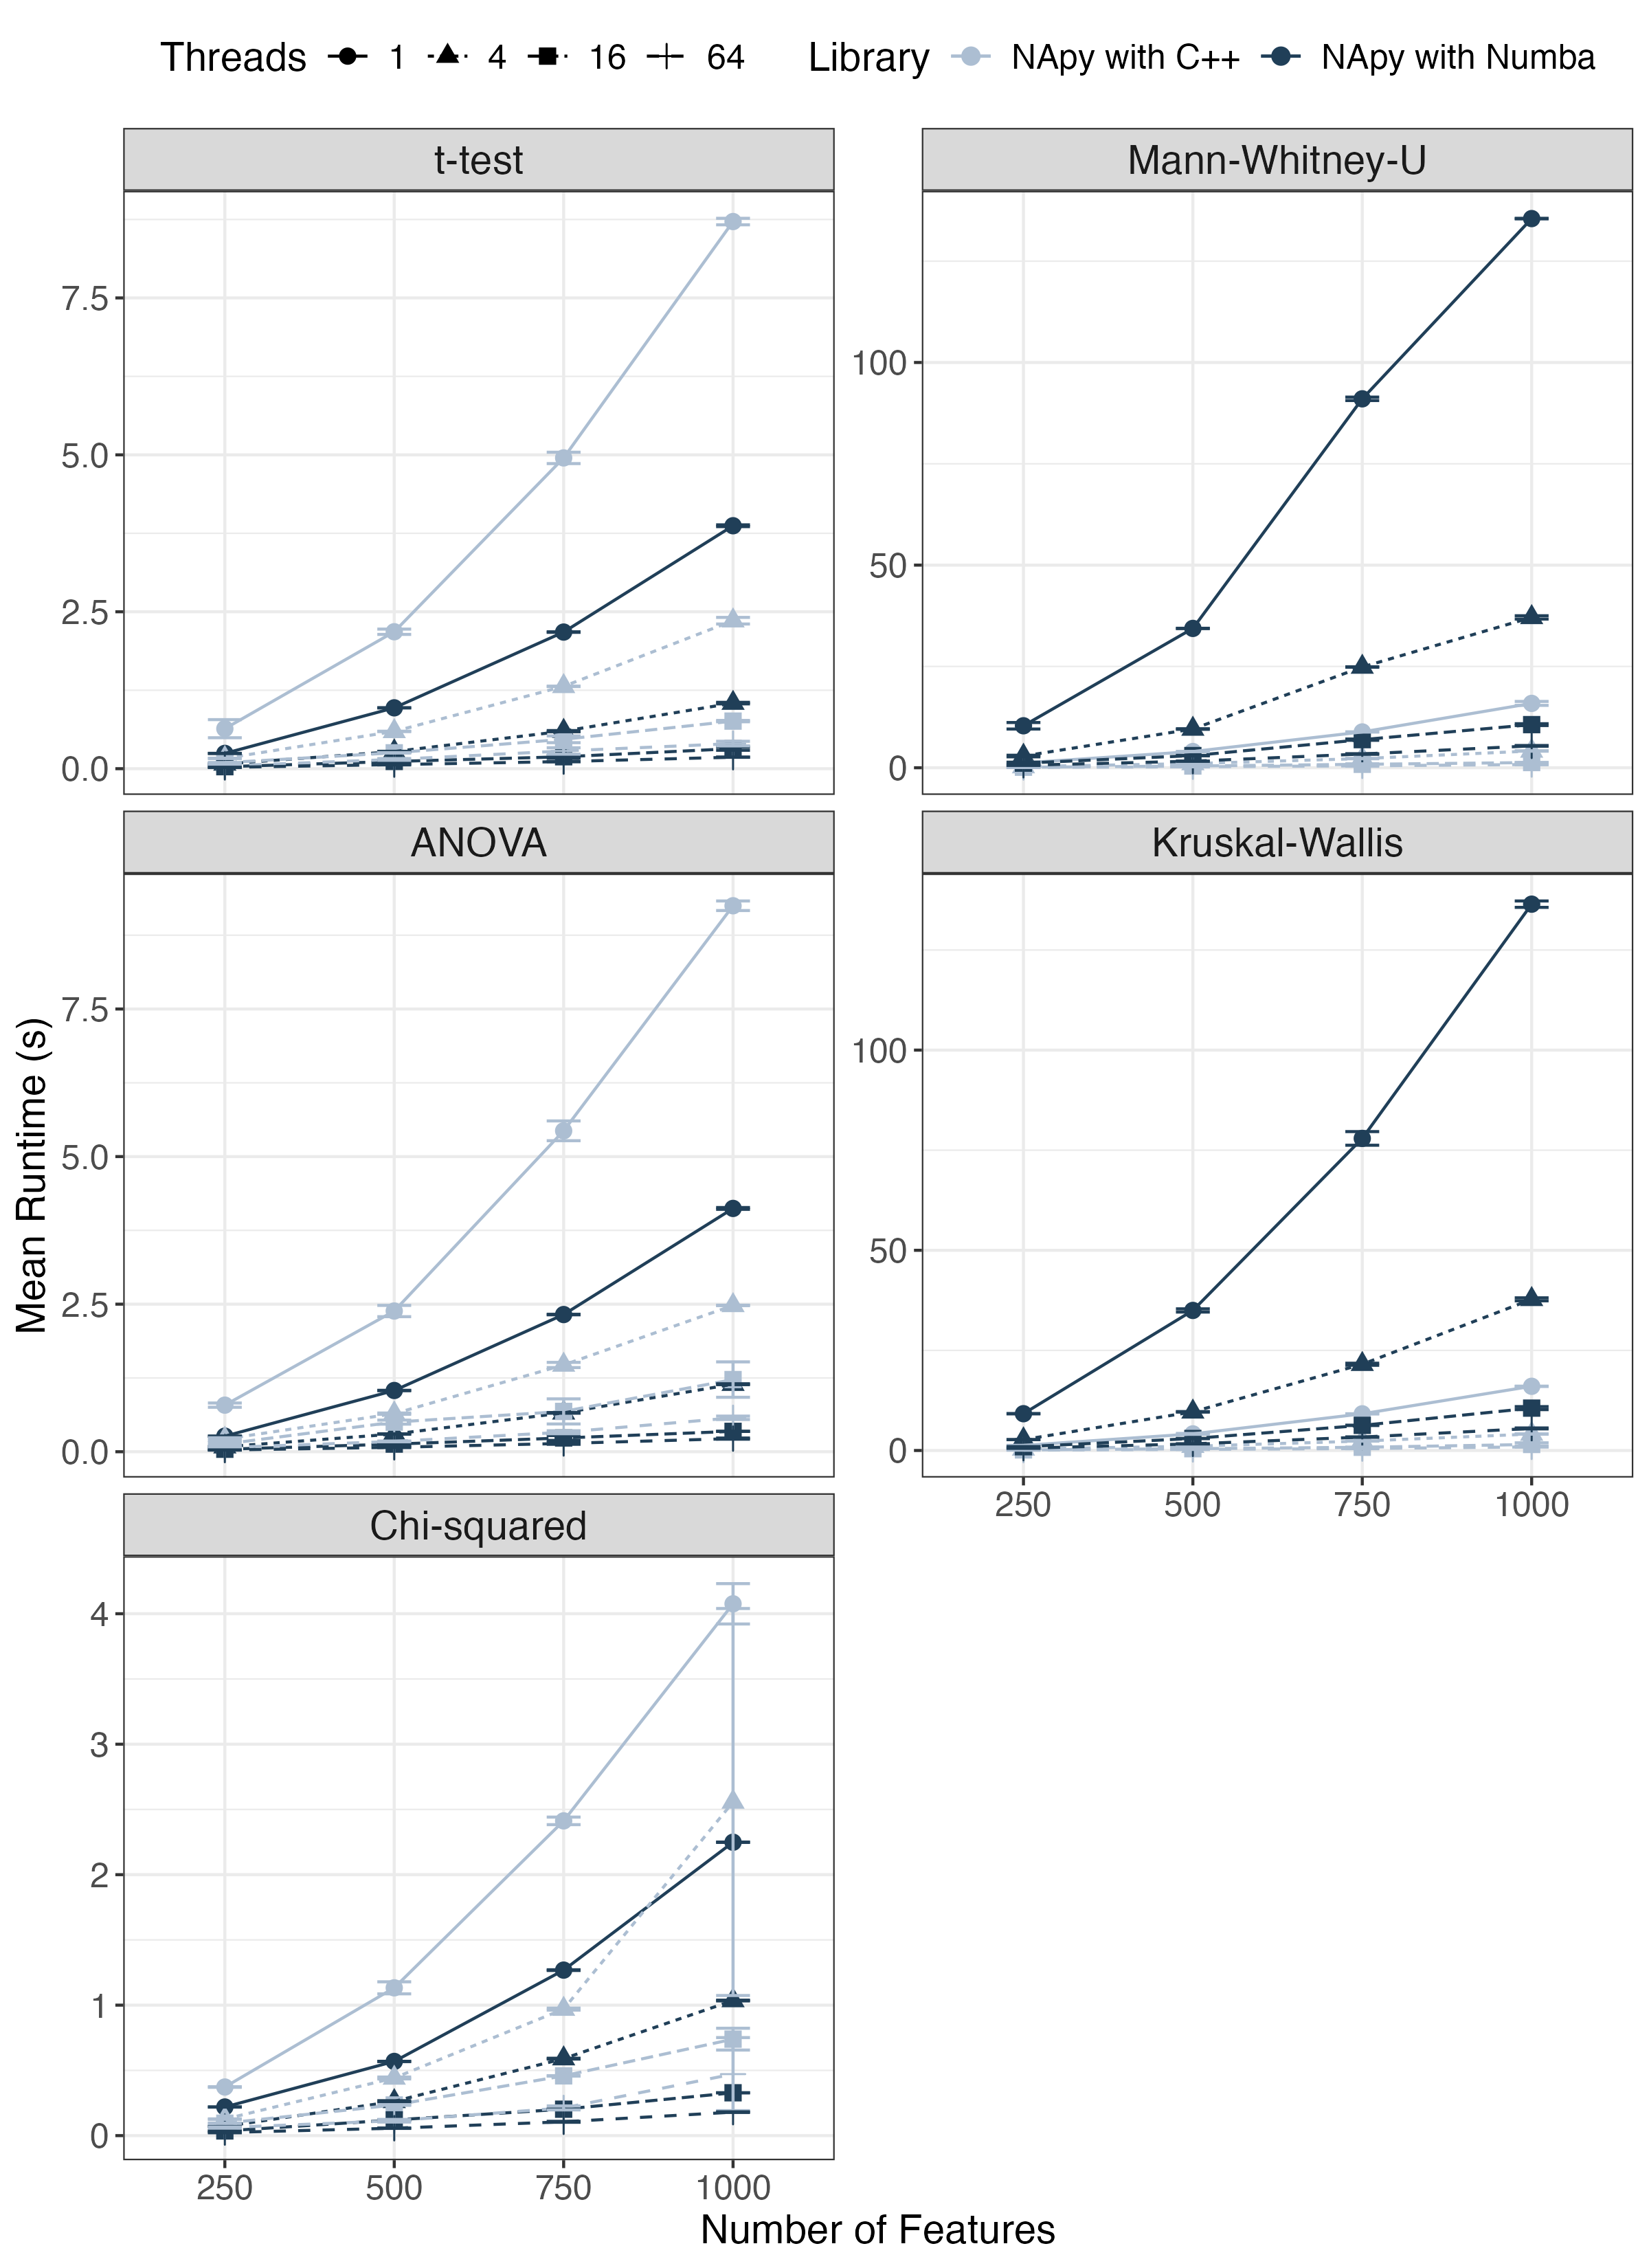 Threads 1 4 16 64 Library NApy with C++ NApy with Numba
t-test
7.5
5.0
2.5
0.0
Mann-Whitney-U
100
50
0
ANOVA
7.5
5.0
2.5
0.0
Kruskal-Wallis
100
50
0
250 500 750 1000
Chi-squared
4
3
2
1
0
250 500 750 1000
Mean Runtime (s)
Number of Features